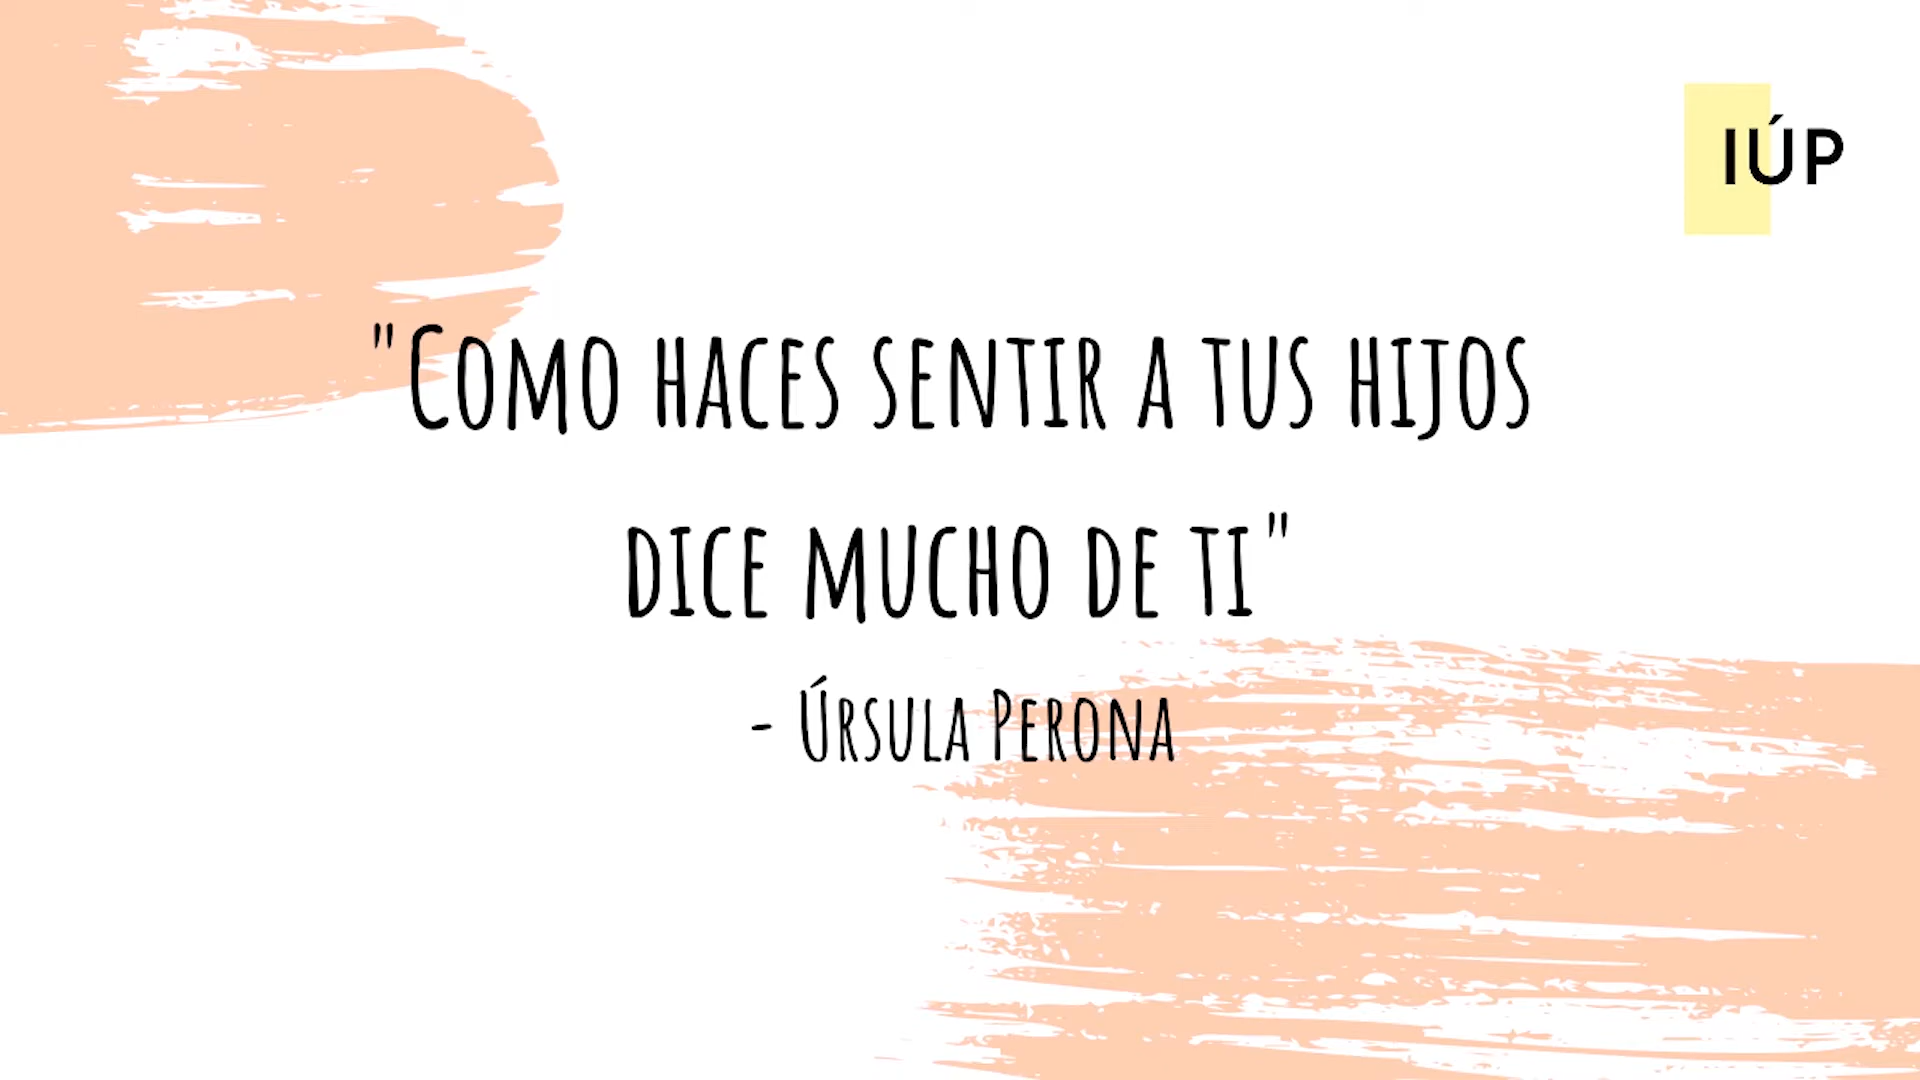 IÚP
"Como haces sentir a tus hijos
dice mucho de ti"
- Úrsula Perona